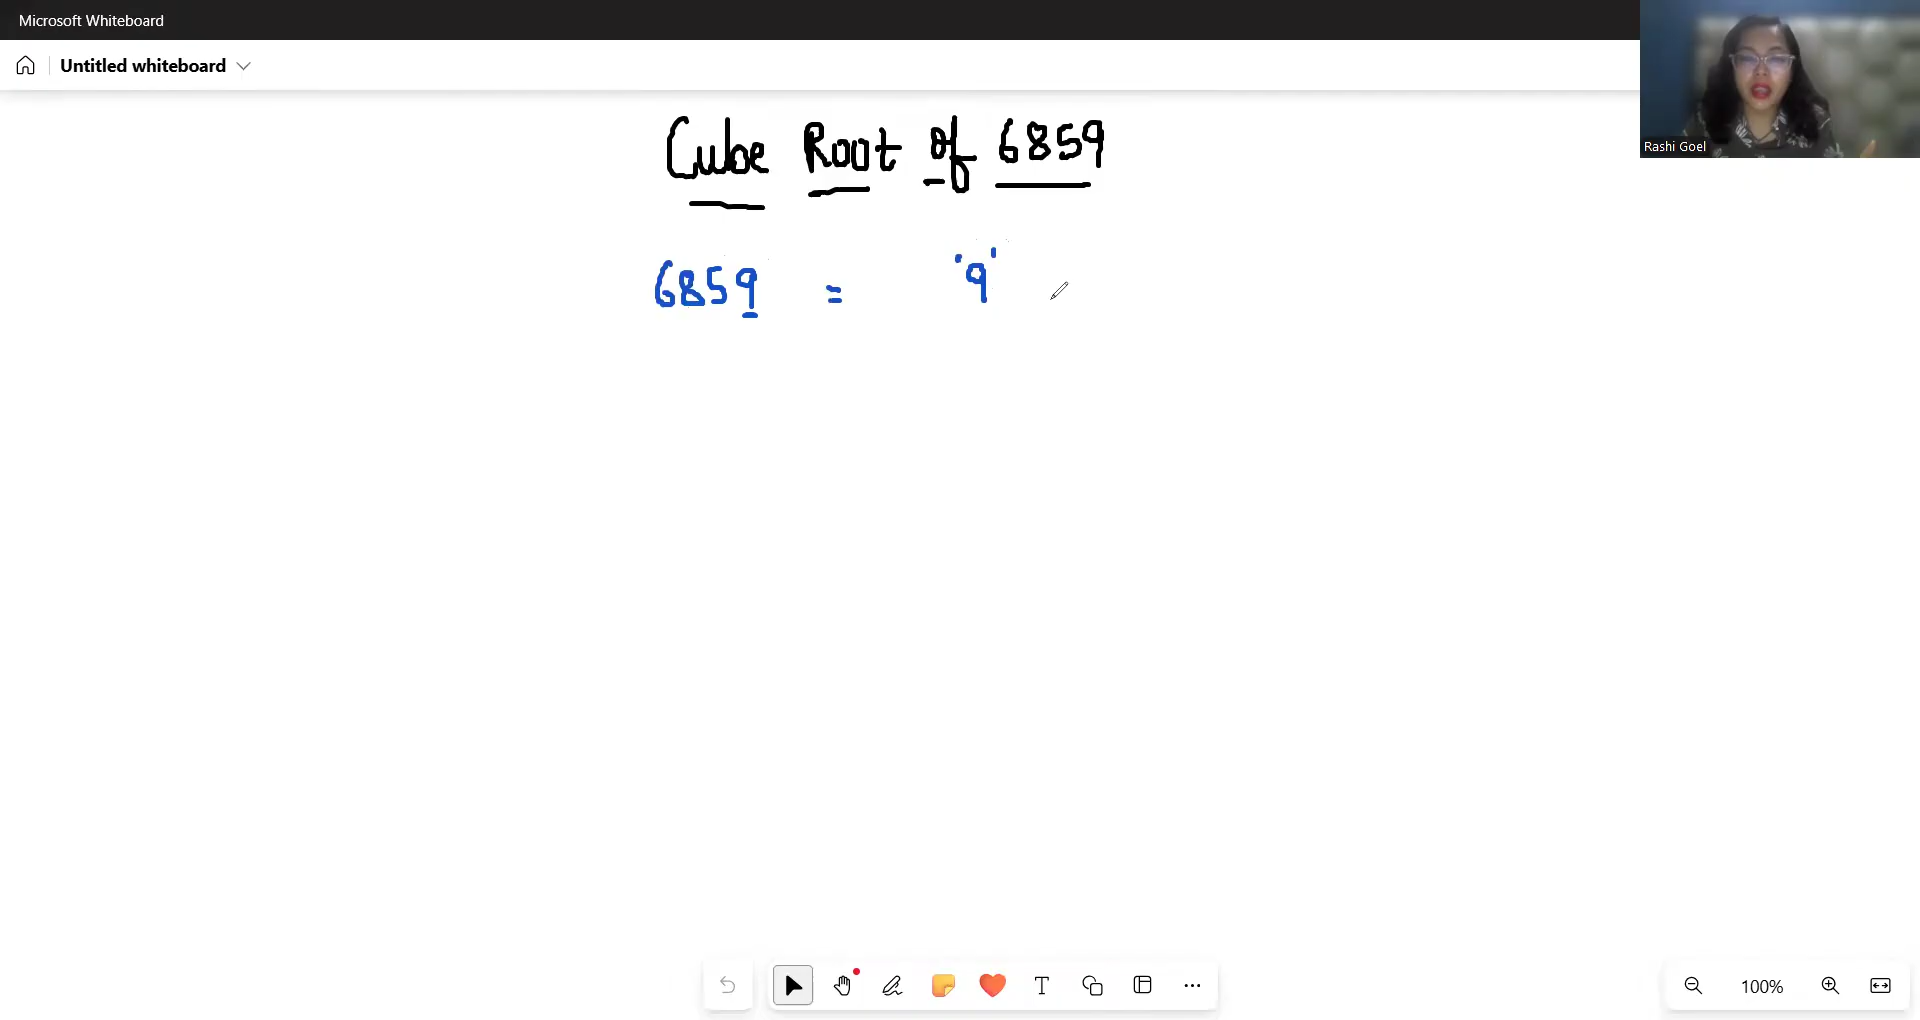 Microsoft Whiteboard
Untitled whiteboard
Rashi Goel
Cube Root of 6859
6859 = '9'
100%